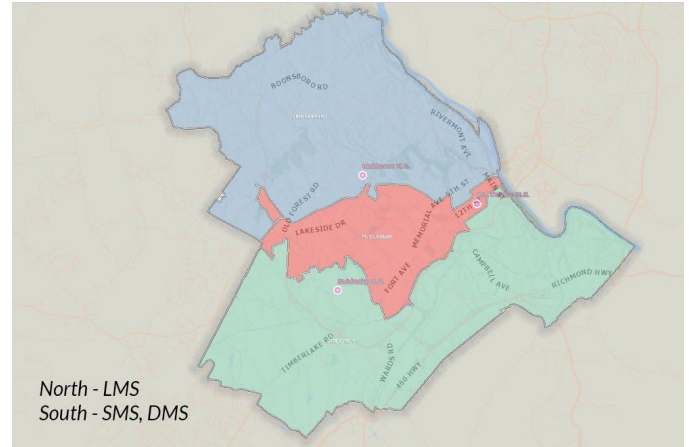 BOONSBORO RD
RIVERMONT AVE
OLD FOREST RD
LAKESIDE DR
MEMORIAL AVE
5TH ST
MAIN
12TH
FORT AVE
CAMPBELL AVE
RICHMOND HWY
TIMBERLAKE RD
WARDS RD
460 HWY
North - LMS
South - SMS, DMS